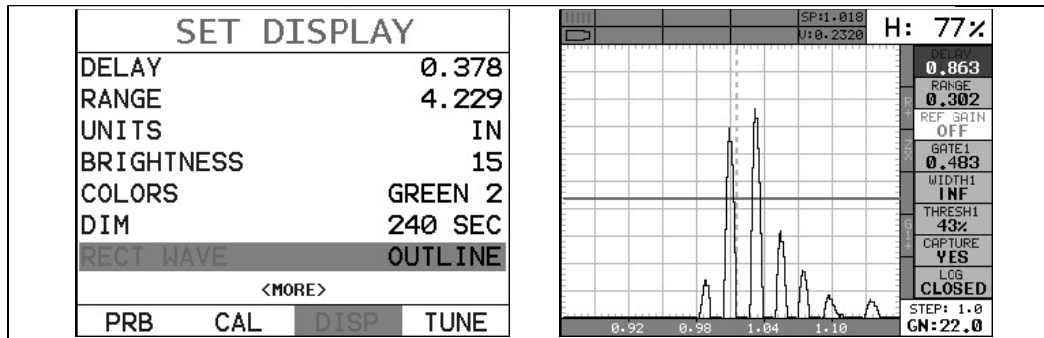 SET DISPLAY
DELAY 0.378
RANGE 4.229
UNITS IN
BRIGHTNESS 15
COLORS GREEN 2
DIM 240 SEC
RECT WAVE OUTLINE
<MORE>
PRB CAL DISP TUNE
SP:1.018
V:0.2320
H: 77%
DELAY
0.863
RANGE
0.302
REF GAIN
OFF
GATE1
0.483
WIDTH1
INF
THRESH1
43%
CAPTURE
YES
LOG
CLOSED
STEP: 1.0
GN:22.0
0.92 0.98 1.04 1.10